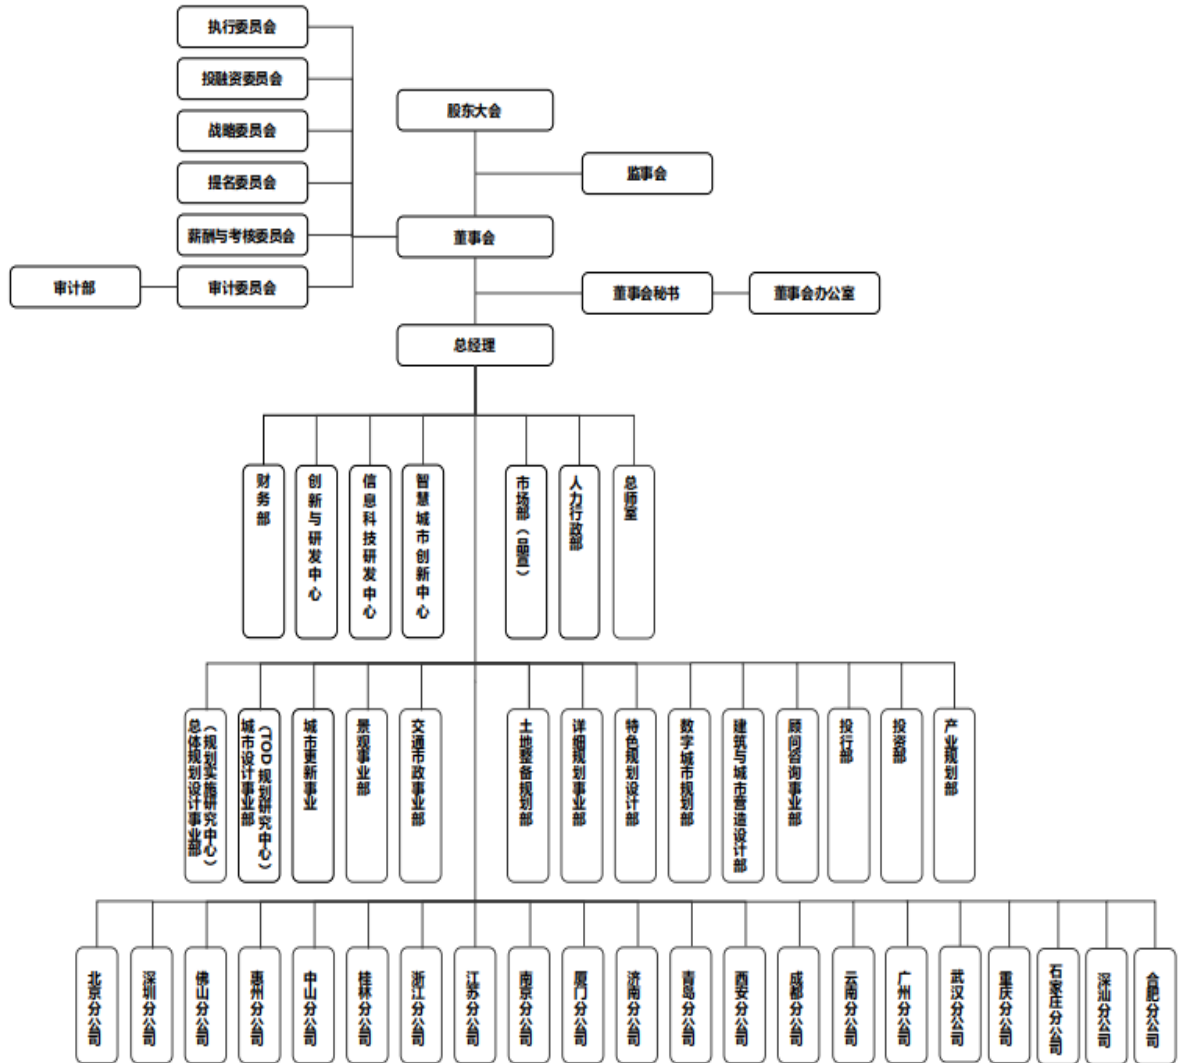 执行委员会
投融资委员会
战略委员会
提名委员会
薪酬与考核委员会
审计部
审计委员会
股东大会
监事会
董事会
董事会秘书
董事会办公室
总经理
财务部
创新与研发中心
信息科技研发中心
智慧城市创新中心
市场部（品宣）
人力行政部
总师室
总体规划设计事业部
（规划实施研究中心）
城市设计事业部
（TOD 规划研究中心）
城市更新事业
景观事业部
交通市政事业部
土地整备规划部
详细规划事业部
特色规划设计部
数字城市规划部
建筑与城市营造设计部
顾问咨询事业部
投行部
投资部
产业规划部
北京分公司
深圳分公司
佛山分公司
惠州分公司
中山分公司
桂林分公司
浙江分公司
江苏分公司
南京分公司
厦门分公司
济南分公司
青岛分公司
西安分公司
成都分公司
云南分公司
广州分公司
武汉分公司
重庆分公司
石家庄分公司
深汕分公司
合肥分公司